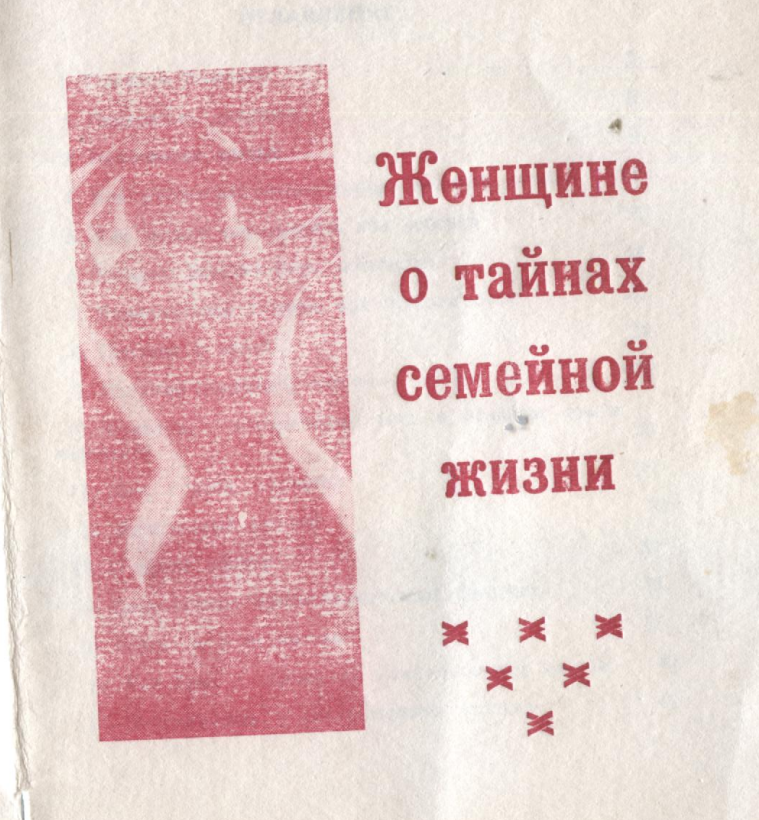 Женщине
о тайнах
семейной
жизни